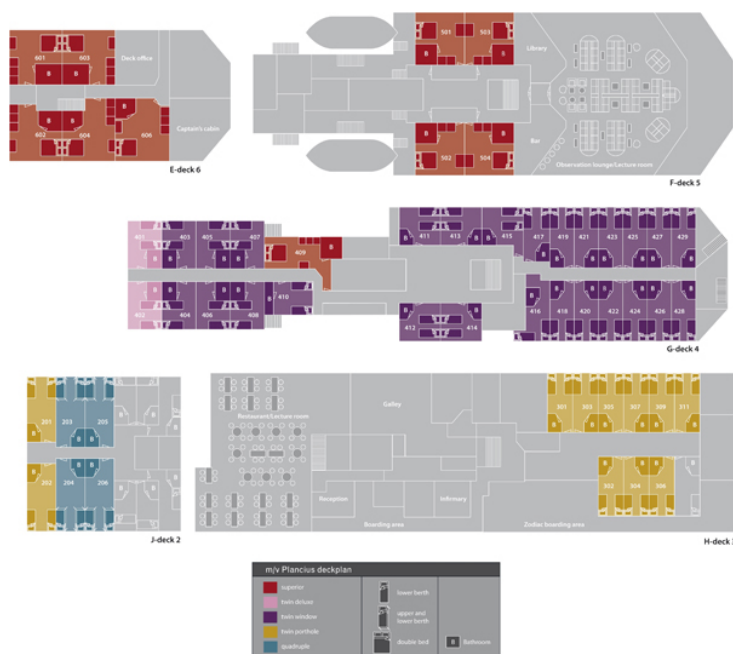 601
603
Deck office
602
604
606
Captain's cabin
E-deck 6
501
503
Library
502
504
Bar
Observation lounge/Lecture room
F-deck 5
401
403
405
407
409
411
413
415
417
419
421
423
425
427
429
402
404
406
408
410
412
414
416
418
420
422
424
426
428
G-deck 4
201
203
205
202
204
206
J-deck 2
Restaurant/Lecture room
Galley
301
303
305
307
309
311
302
304
306
Reception
Infirmary
Boarding area
Zodiac boarding area
H-deck 3
m/v Plancius deckplan
superior
twin deluxe
twin window
twin porthole
quadruple
lower berth
upper and
lower berth
double bed
B Bathroom